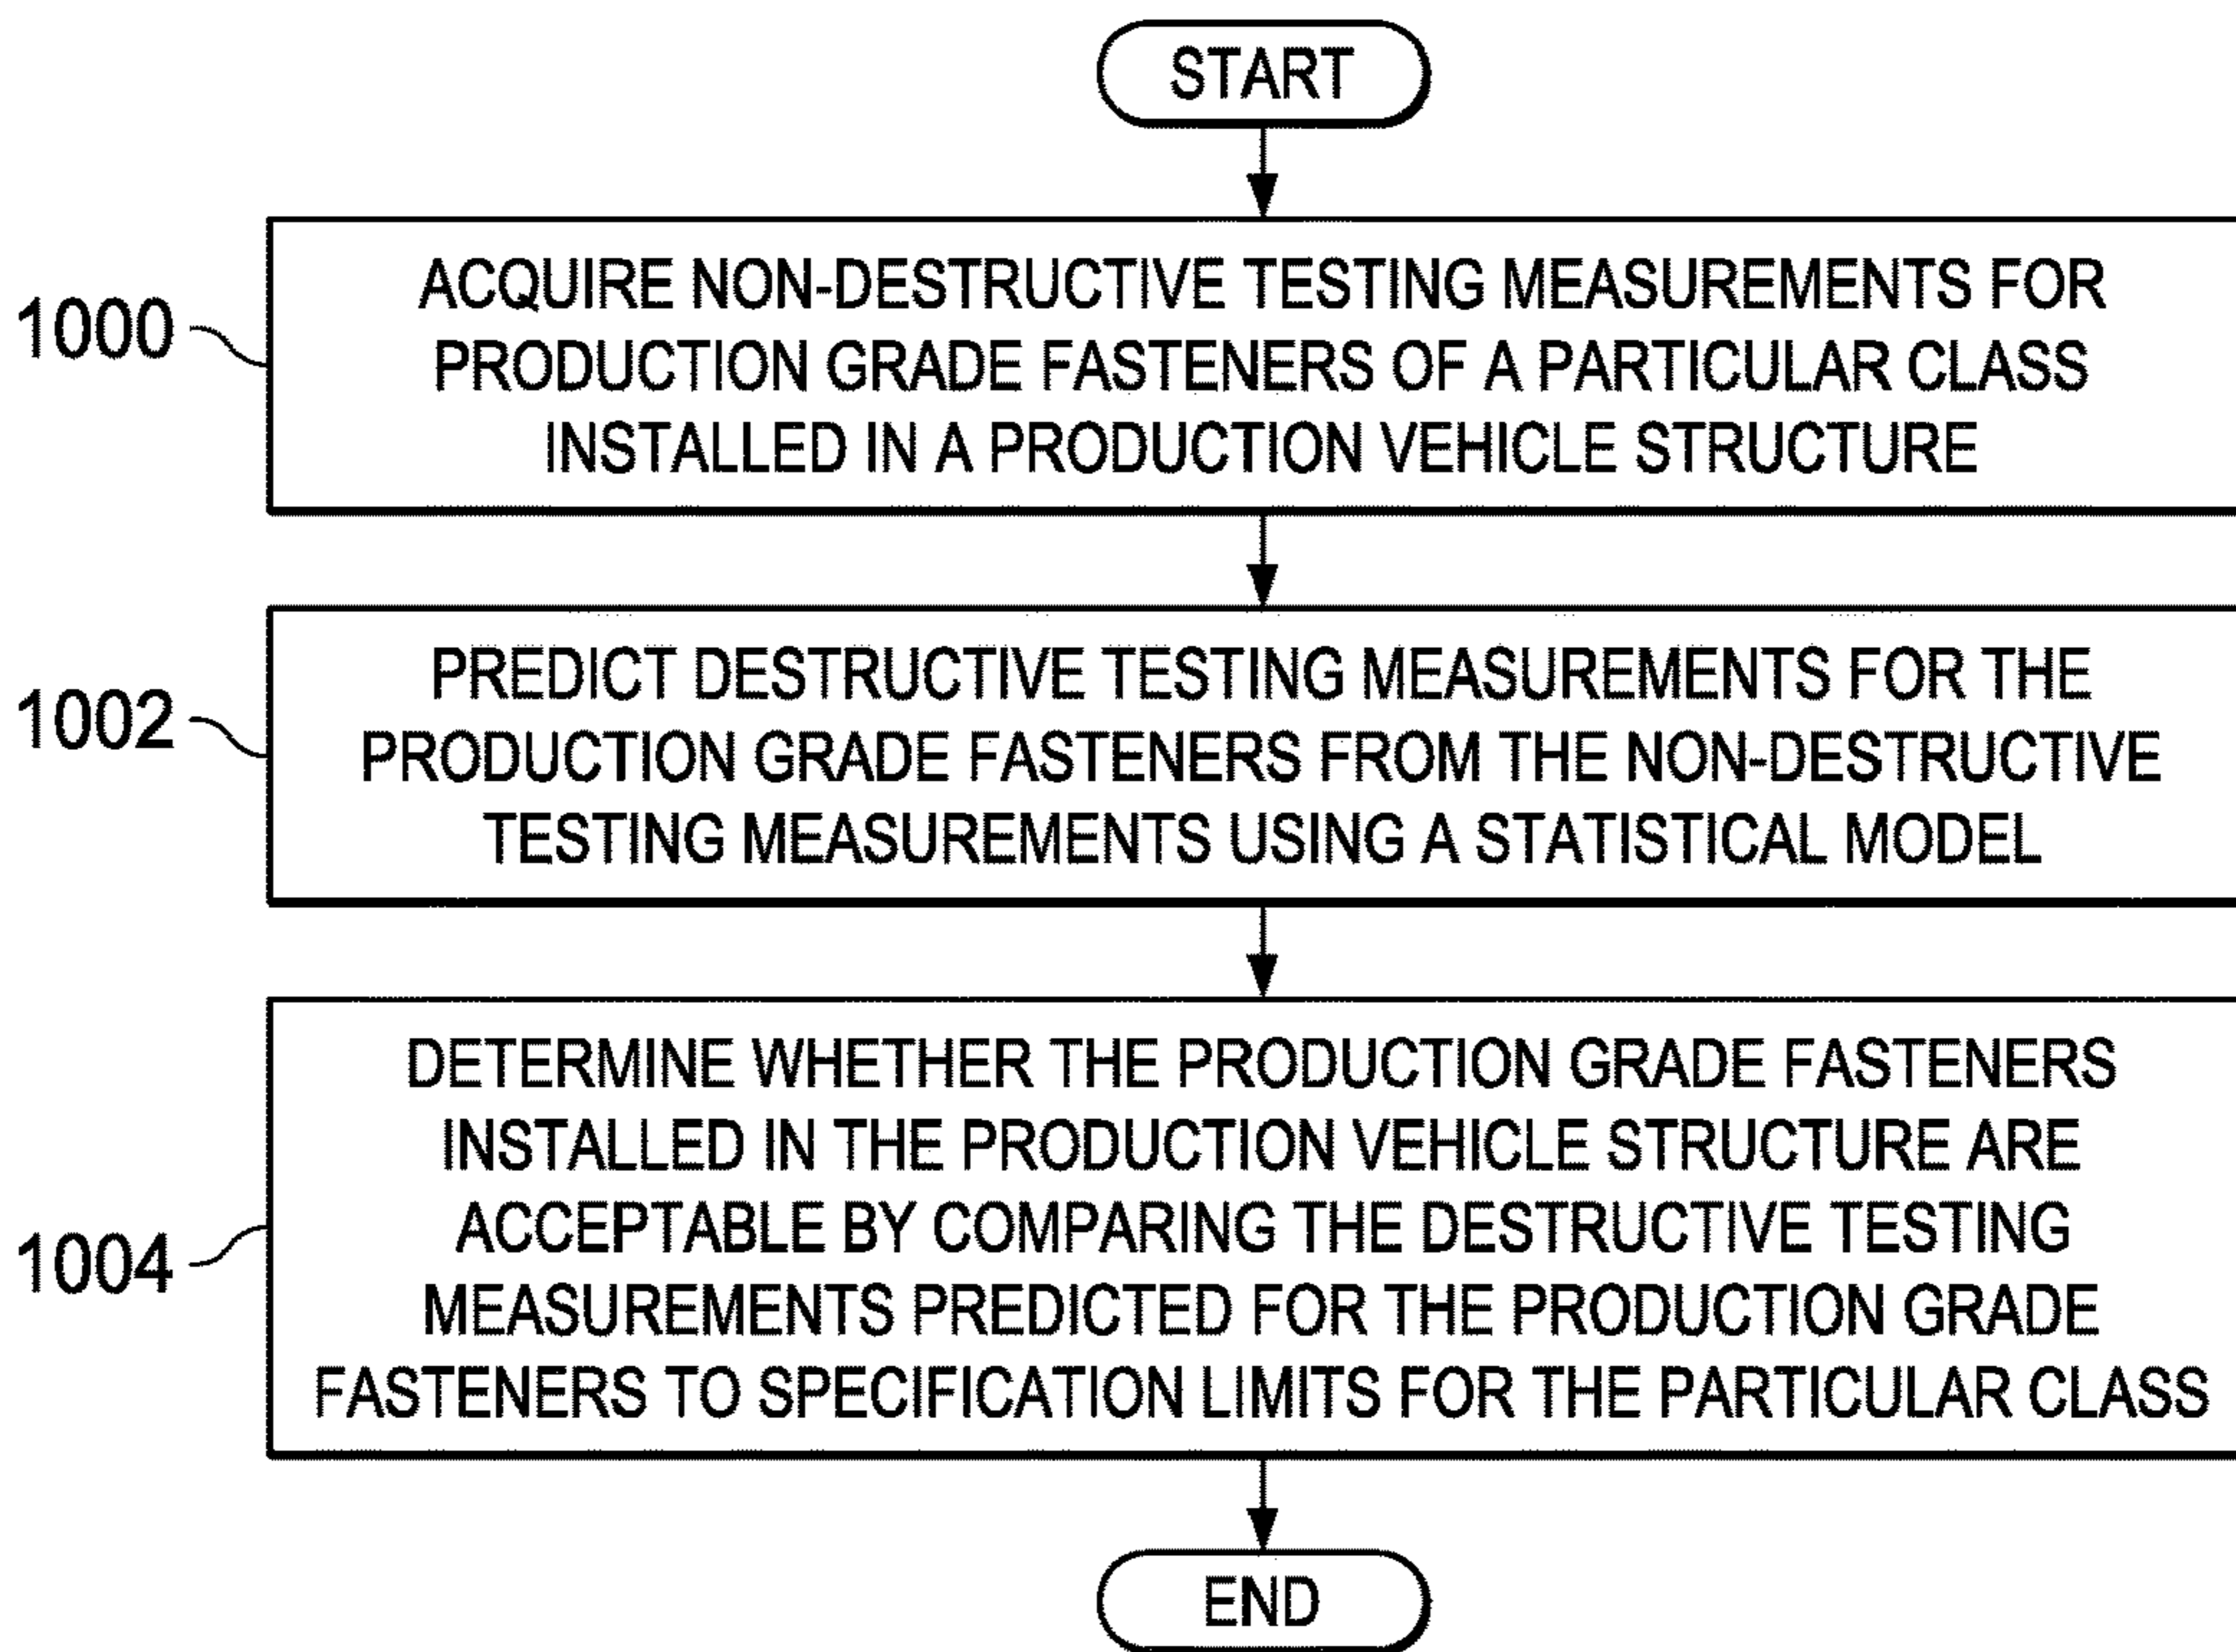 START
1000
ACQUIRE NON-DESTRUCTIVE TESTING MEASUREMENTS FOR
PRODUCTION GRADE FASTENERS OF A PARTICULAR CLASS
INSTALLED IN A PRODUCTION VEHICLE STRUCTURE
1002
PREDICT DESTRUCTIVE TESTING MEASUREMENTS FOR THE
PRODUCTION GRADE FASTENERS FROM THE NON-DESTRUCTIVE
TESTING MEASUREMENTS USING A STATISTICAL MODEL
1004
DETERMINE WHETHER THE PRODUCTION GRADE FASTENERS
INSTALLED IN THE PRODUCTION VEHICLE STRUCTURE ARE
ACCEPTABLE BY COMPARING THE DESTRUCTIVE TESTING
MEASUREMENTS PREDICTED FOR THE PRODUCTION GRADE
FASTENERS TO SPECIFICATION LIMITS FOR THE PARTICULAR CLASS
END